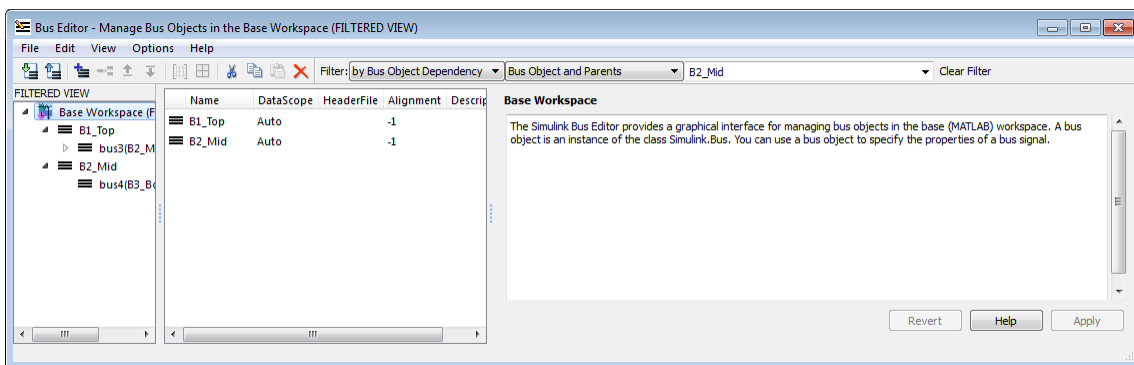 Bus Editor - Manage Bus Objects in the Base Workspace (FILTERED VIEW)
File Edit View Options Help
Filter: by Bus Object Dependency Bus Object and Parents B2_Mid Clear Filter
FILTERED VIEW
Base Workspace (F
B1_Top
bus3(B2_M
B2_Mid
bus4(B3_Bo
Name DataScope HeaderFile Alignment Descrip
B1_Top Auto -1
B2_Mid Auto -1
Base Workspace
The Simulink Bus Editor provides a graphical interface for managing bus objects in the base (MATLAB) workspace. A bus
object is an instance of the class Simulink.Bus. You can use a bus object to specify the properties of a bus signal.
Revert Help Apply